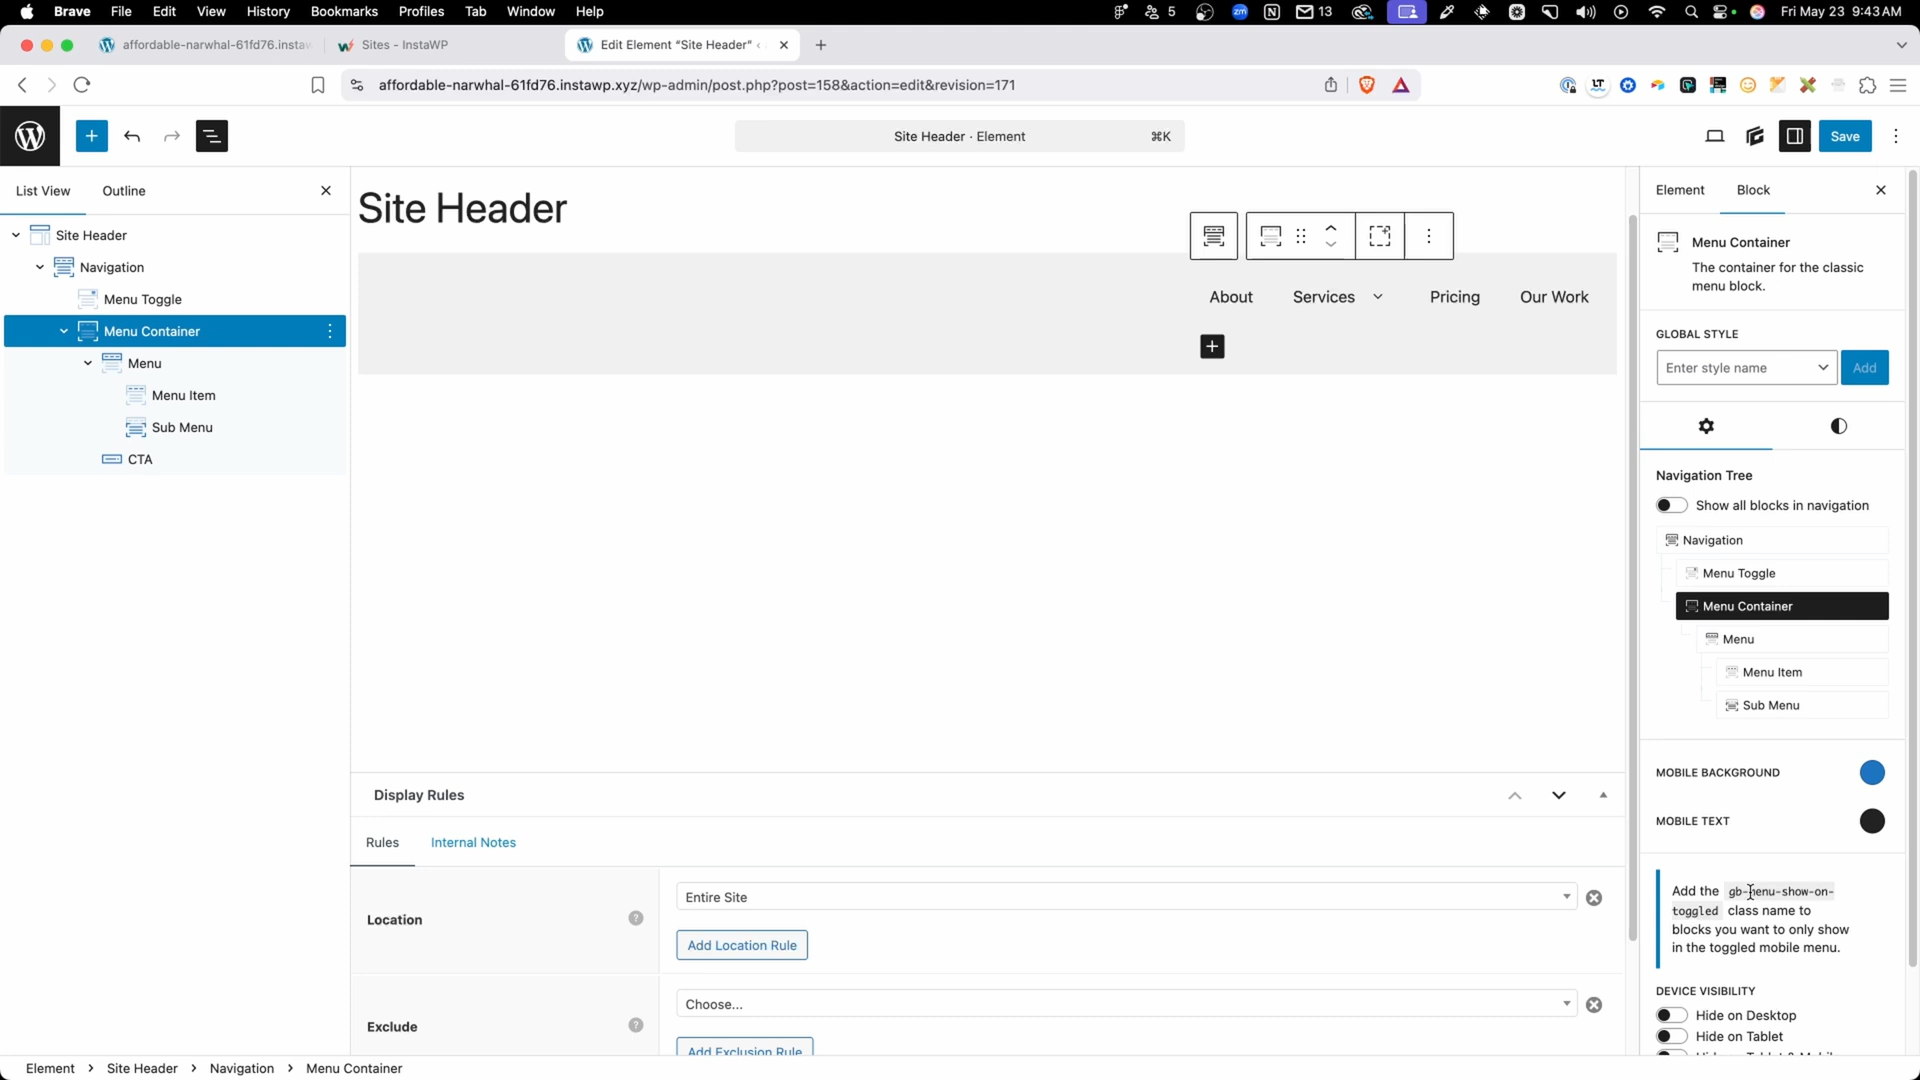 Brave File Edit View History Bookmarks Profiles Tab Window Help
5 13 Fri May 23 9:43 AM
affordable-narwhal-61fd76.instaw
Sites - InstaWP
Edit Element “Site Header” ‹
affordable-narwhal-61fd76.instawp.xyz/wp-admin/post.php?post=158&action=edit&revision=171
Site Header · Element ⌘K
Save
List View Outline
Site Header
Navigation
Menu Toggle
Menu Container
Menu
Menu Item
Sub Menu
CTA
Site Header
About Services Pricing Our Work
Display Rules
Rules Internal Notes
Location
Entire Site
Add Location Rule
Exclude
Choose...
Add Exclusion Rule
Element Block
Menu Container
The container for the classic
menu block.
GLOBAL STYLE
Enter style name Add
Navigation Tree
Show all blocks in navigation
Navigation
Menu Toggle
Menu Container
Menu
Menu Item
Sub Menu
MOBILE BACKGROUND
MOBILE TEXT
Add the gb-menu-show-on-
toggled class name to
blocks you want to only show
in the toggled mobile menu.
DEVICE VISIBILITY
Hide on Desktop
Hide on Tablet
Element > Site Header > Navigation > Menu Container